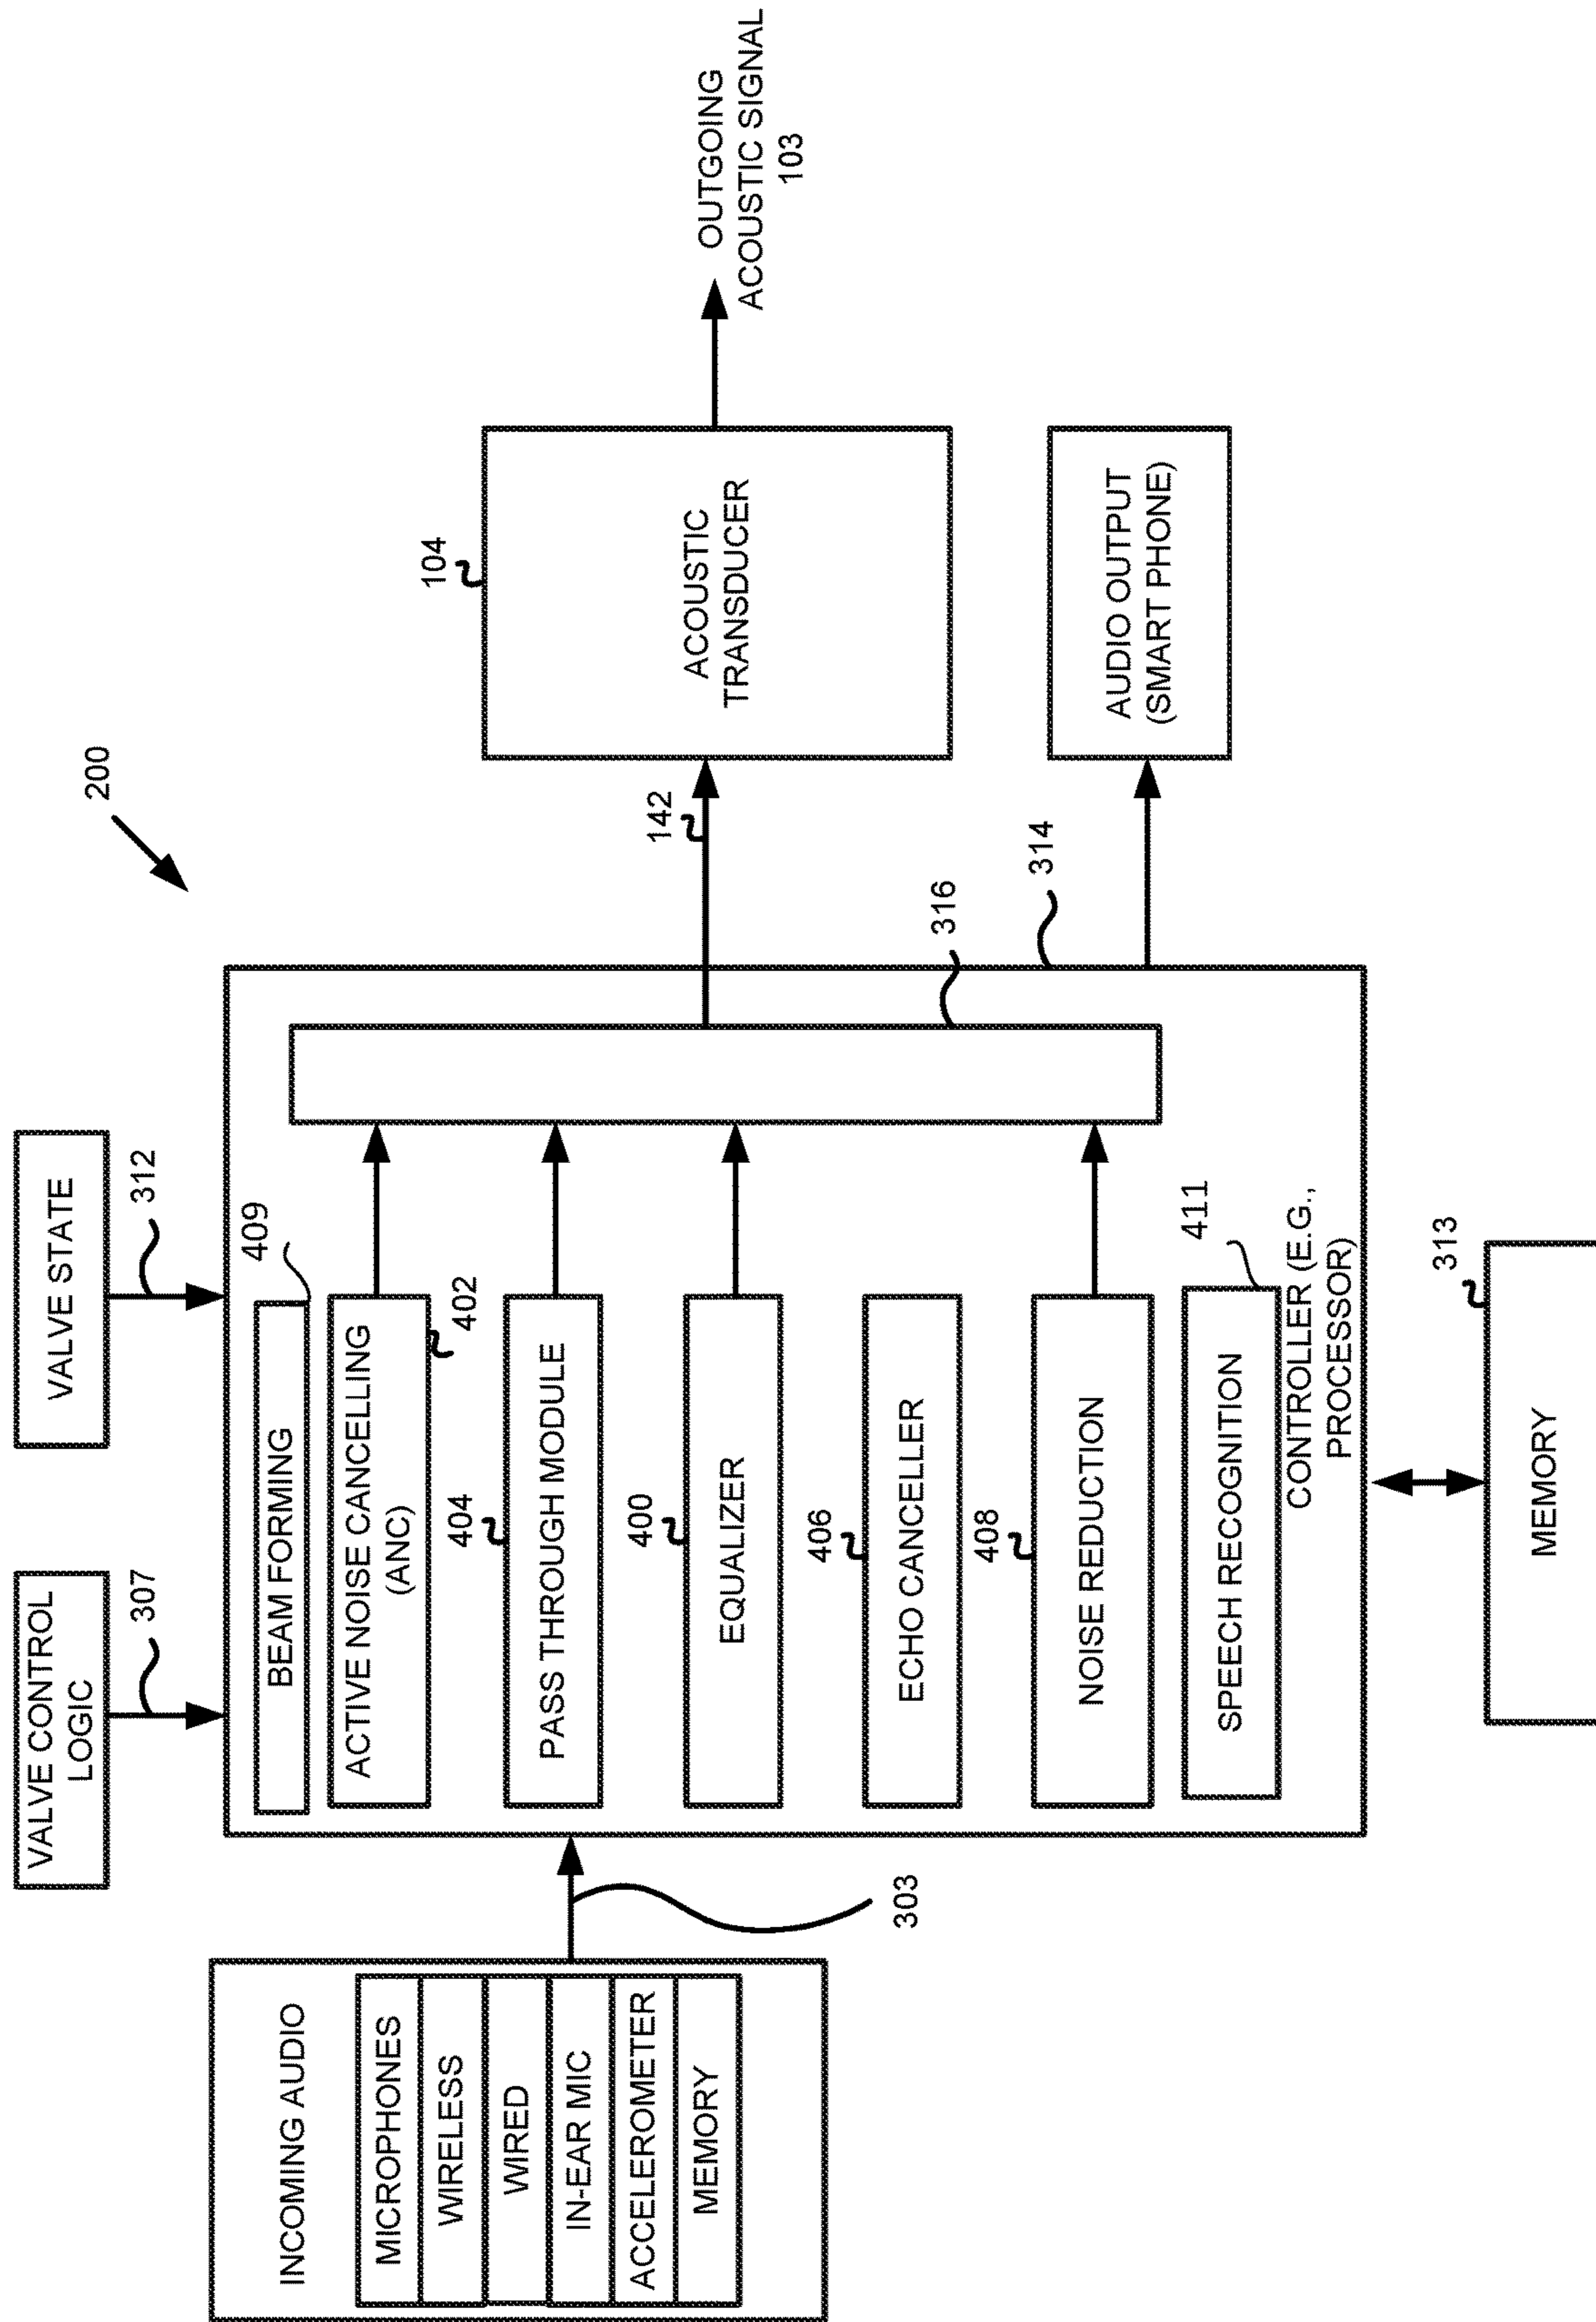 200
VALVE CONTROL
LOGIC
307
VALVE STATE
312
INCOMING AUDIO
MICROPHONES
WIRELESS
WIRED
IN-EAR MIC
ACCELEROMETER
MEMORY
303
BEAM FORMING
409
ACTIVE NOISE CANCELLING
(ANC)
402
404
PASS THROUGH MODULE
400
EQUALIZER
406
ECHO CANCELLER
408
NOISE REDUCTION
SPEECH RECOGNITION
411
CONTROLLER (E.G.,
PROCESSOR)
316
314
142
104
ACOUSTIC
TRANSDUCER
OUTGOING
ACOUSTIC SIGNAL
103
AUDIO OUTPUT
(SMART PHONE)
313
MEMORY